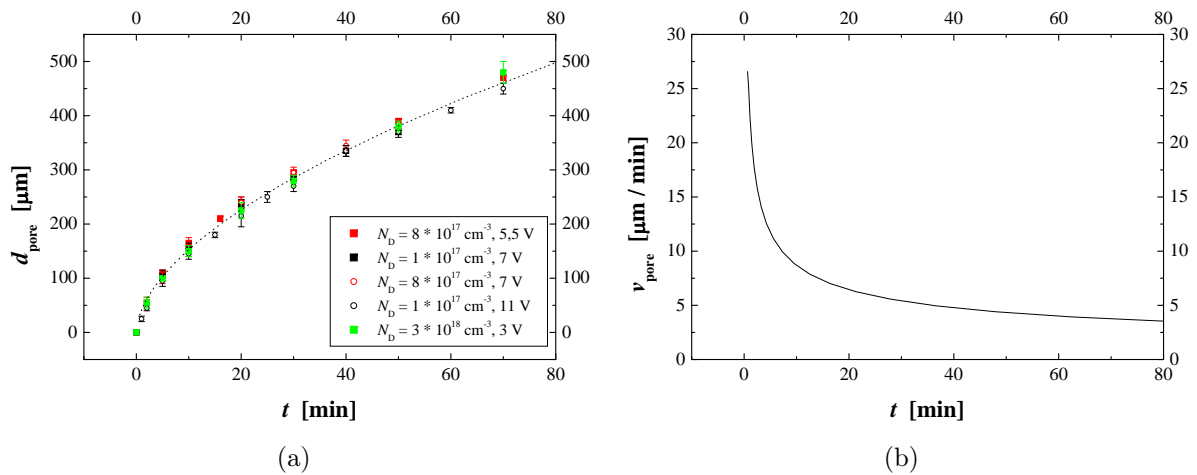 0 20 40 60 80
500
400
300
200
100
0
500
400
300
200
100
0
d_pore [µm]
N_D = 8 * 10^17 cm^-3, 5,5 V
N_D = 1 * 10^17 cm^-3, 7 V
N_D = 8 * 10^17 cm^-3, 7 V
N_D = 1 * 10^17 cm^-3, 11 V
N_D = 3 * 10^18 cm^-3, 3 V
0 20 40 60 80
t [min]
(a)
0 20 40 60 80
30
25
20
15
10
5
0
30
25
20
15
10
5
0
v_pore [µm / min]
0 20 40 60 80
t [min]
(b)